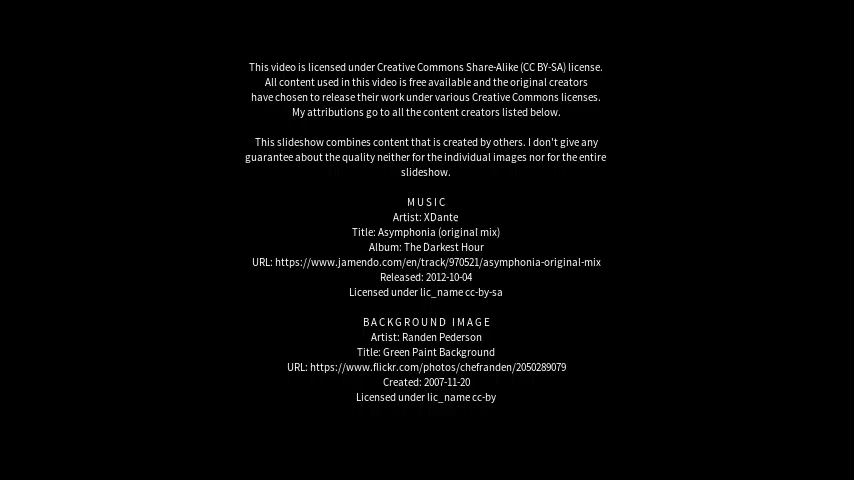 This video is licensed under Creative Commons Share-Alike (CC BY-SA) license.
All content used in this video is free available and the original creators
have chosen to release their work under various Creative Commons licenses.
My attributions go to all the content creators listed below.
This slideshow combines content that is created by others. I don't give any
guarantee about the quality neither for the individual images nor for the entire
slideshow.
MUSIC
Artist: XDante
Title: Asymphonia (original mix)
Album: The Darkest Hour
URL: https://www.jamendo.com/en/track/970521/asymphonia-original-mix
Released: 2012-10-04
Licensed under lic_name cc-by-sa
BACKGROUND IMAGE
Artist: Randen Pederson
Title: Green Paint Background
URL: https://www.flickr.com/photos/chefranden/2050289079
Created: 2007-11-20
Licensed under lic_name cc-by